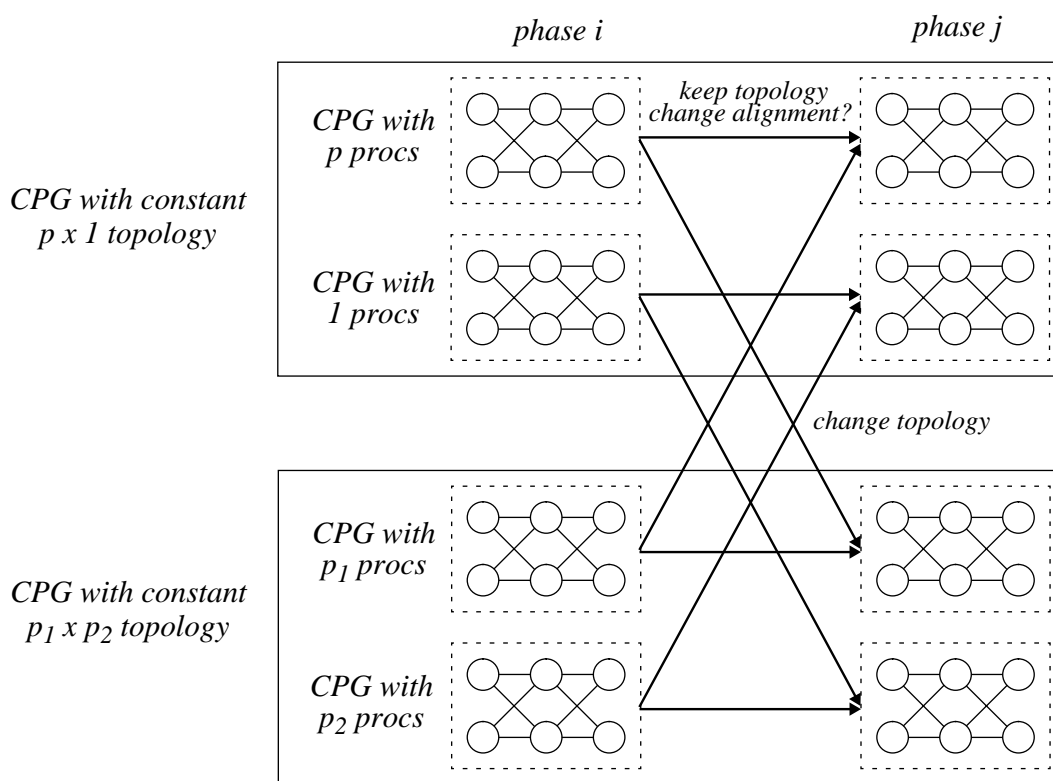 phase i
phase j
CPG with
p procs
keep topology
change alignment?
CPG with constant
p x 1 topology
CPG with
1 procs
change topology
CPG with
p1 procs
CPG with constant
p1 x p2 topology
CPG with
p2 procs